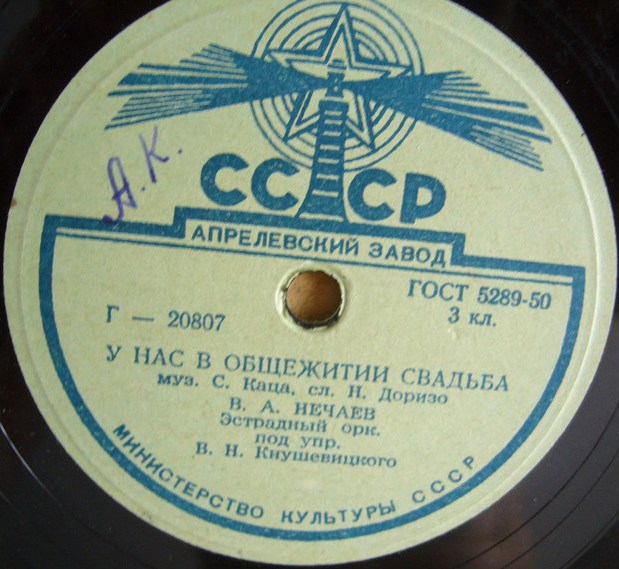 А.К.
СССР
АПРЕЛЕВСКИЙ ЗАВОД
ГОСТ 5289-50
Г — 20807
3 кл.
У НАС В ОБЩЕЖИТИИ СВАДЬБА
муз. С. Каца, сл. Н. Доризо
В. А. НЕЧАЕВ
Эстрадный орк.
под упр.
В. Н. Кнушевицкого
МИНИСТЕРСТВО КУЛЬТУРЫ СССР